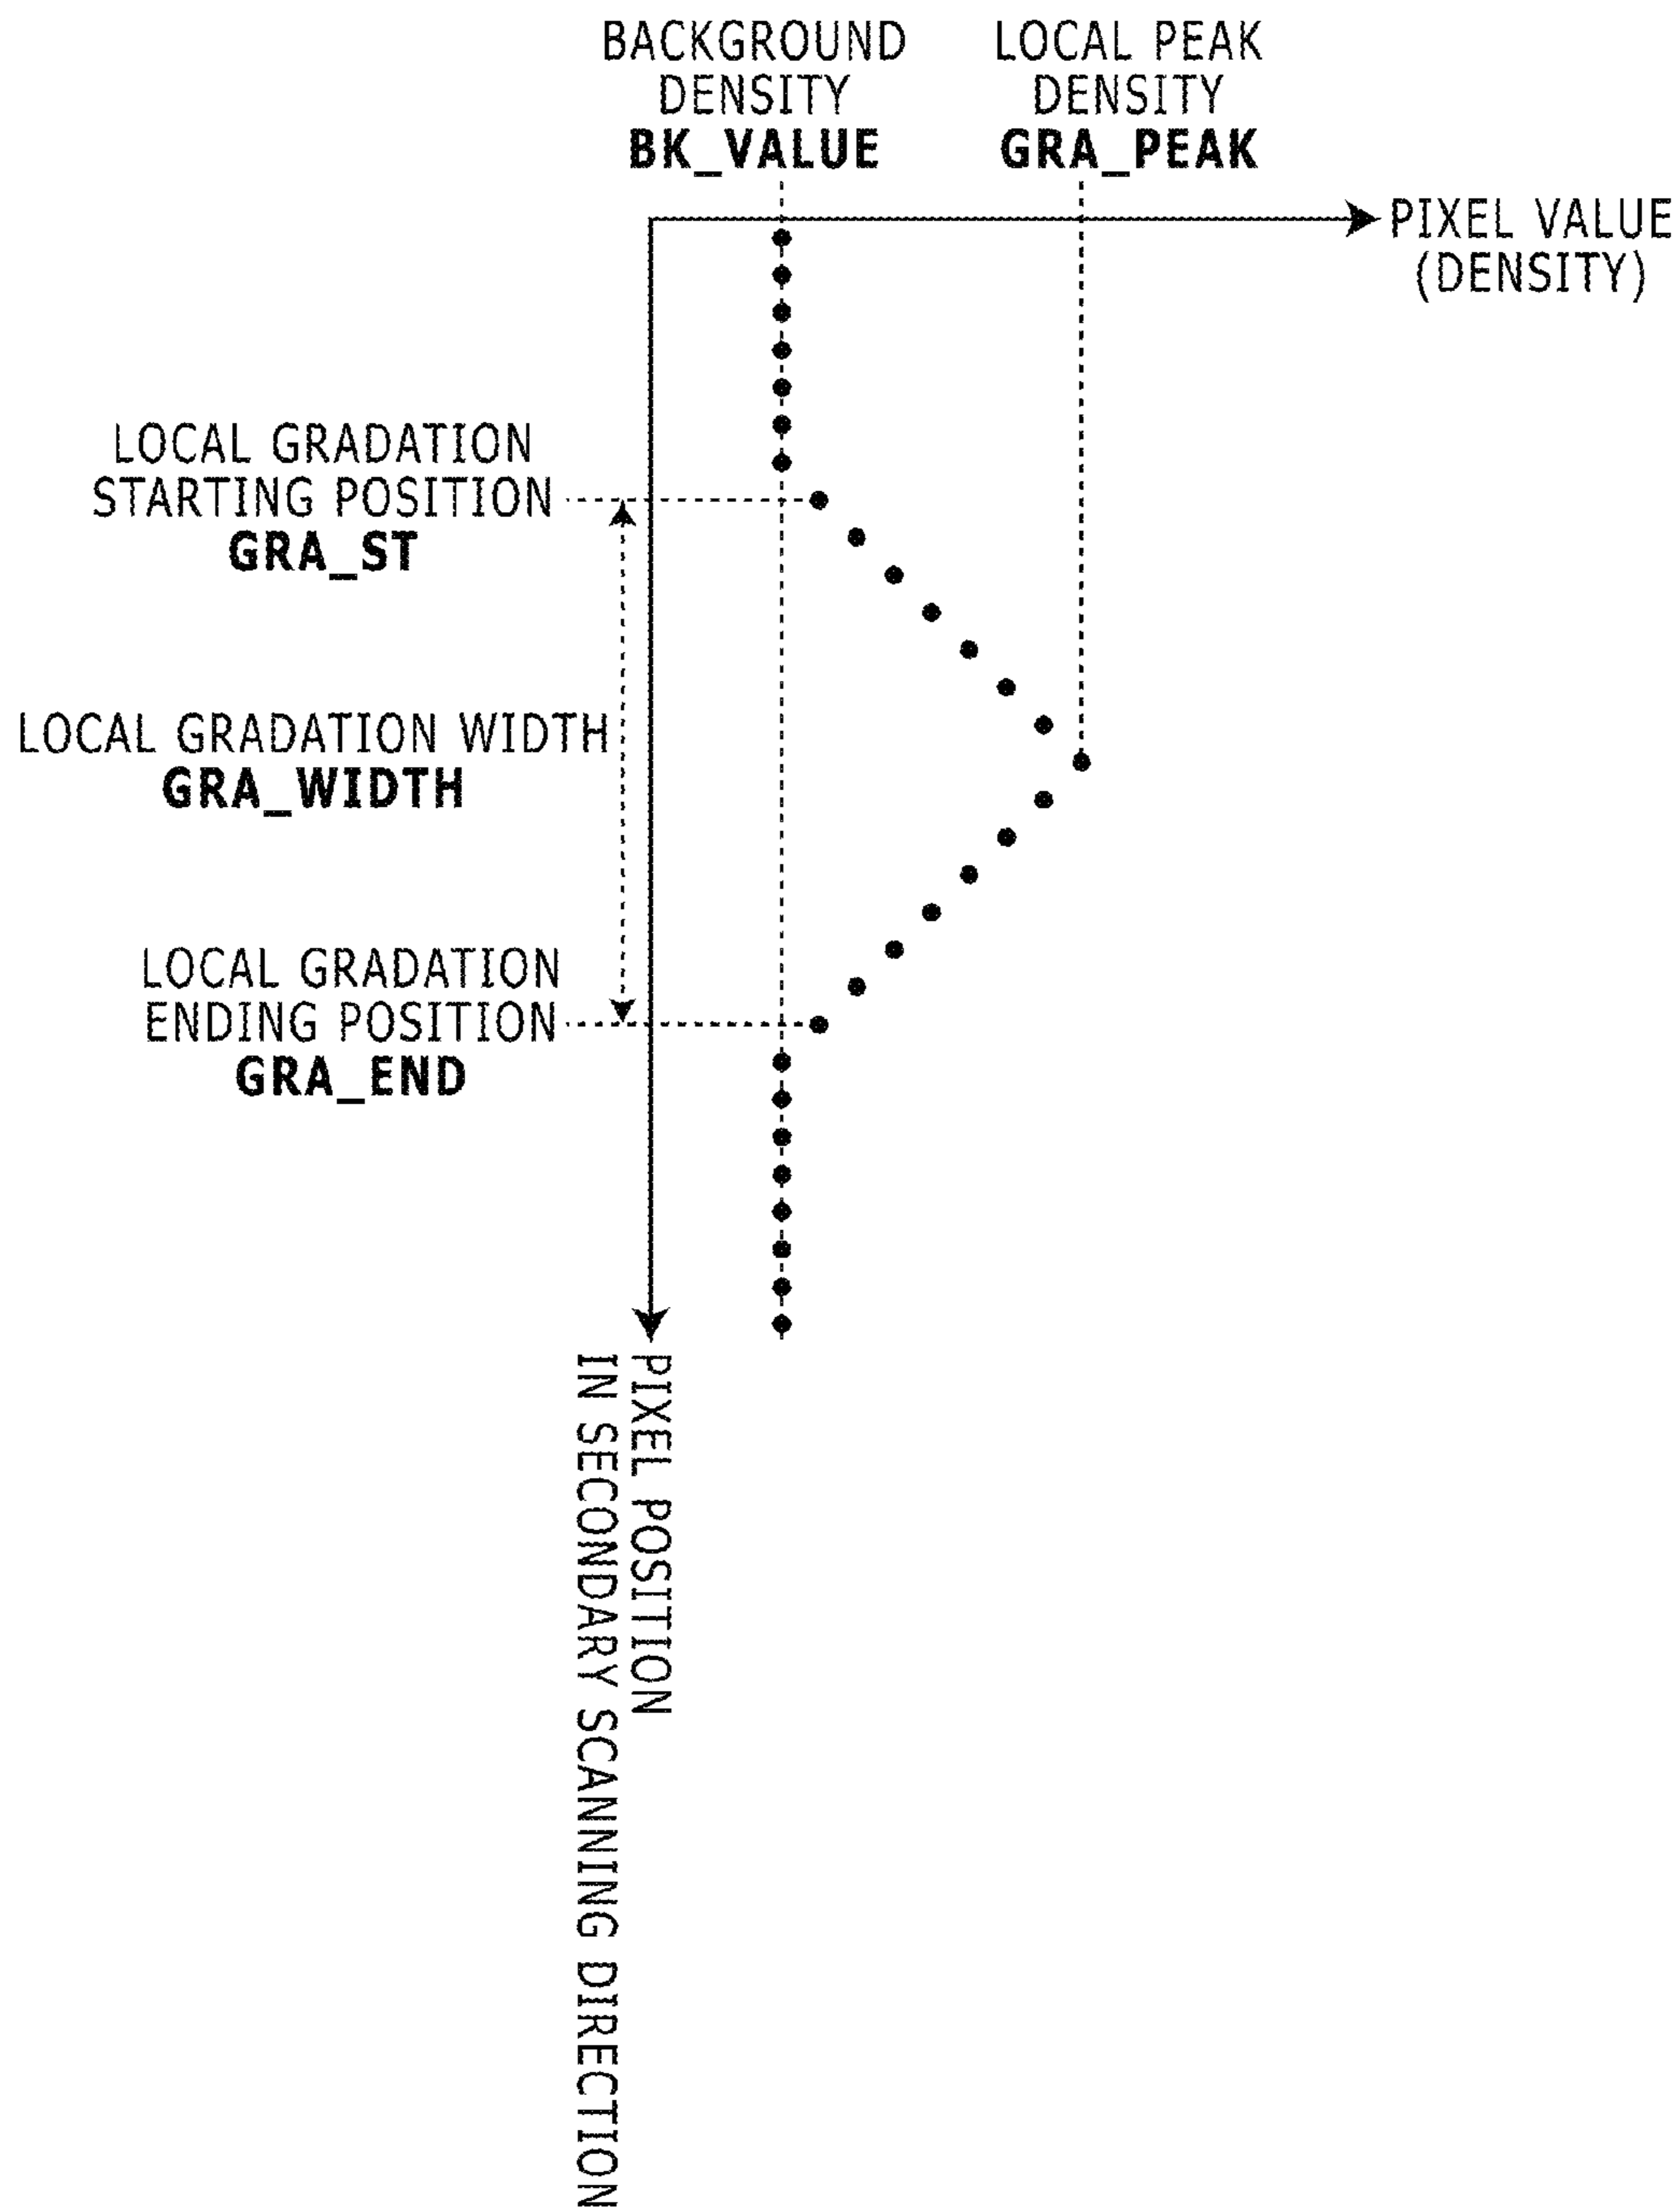 BACKGROUND
DENSITY
BK_VALUE
LOCAL PEAK
DENSITY
GRA_PEAK
PIXEL VALUE
(DENSITY)
LOCAL GRADATION
STARTING POSITION
GRA_ST
LOCAL GRADATION WIDTH
GRA_WIDTH
LOCAL GRADATION
ENDING POSITION
GRA_END
PIXEL POSITION
IN SECONDARY SCANNING DIRECTION